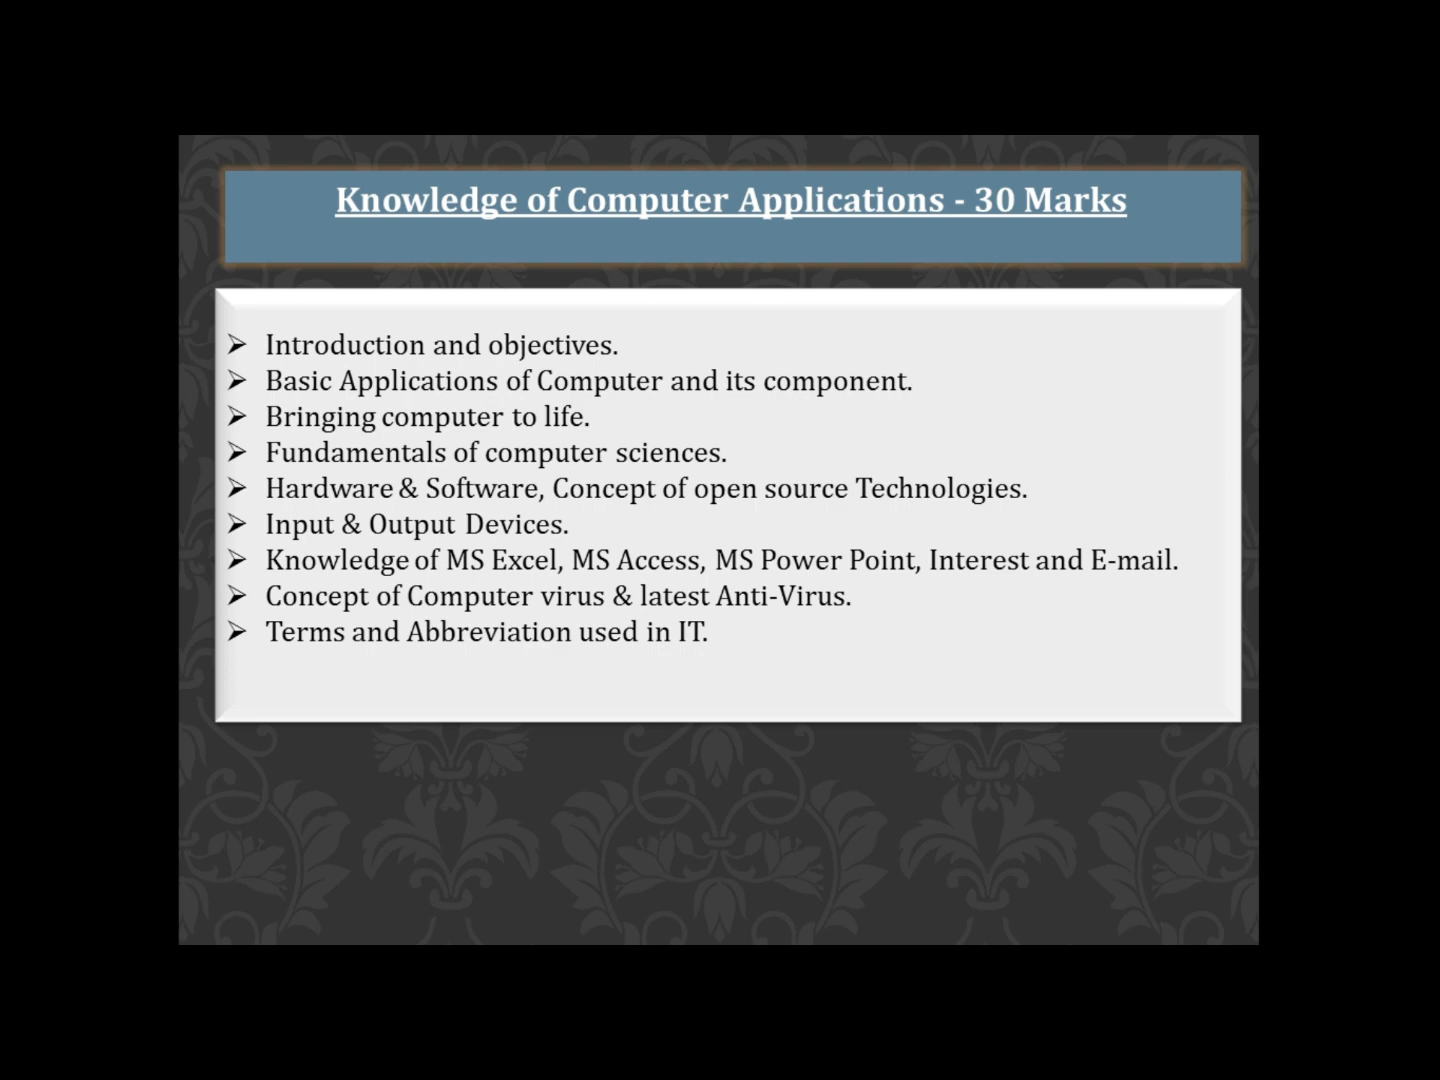 Knowledge of Computer Applications - 30 Marks
➢ Introduction and objectives.
➢ Basic Applications of Computer and its component.
➢ Bringing computer to life.
➢ Fundamentals of computer sciences.
➢ Hardware & Software, Concept of open source Technologies.
➢ Input & Output Devices.
➢ Knowledge of MS Excel, MS Access, MS Power Point, Interest and E-mail.
➢ Concept of Computer virus & latest Anti-Virus.
➢ Terms and Abbreviation used in IT.